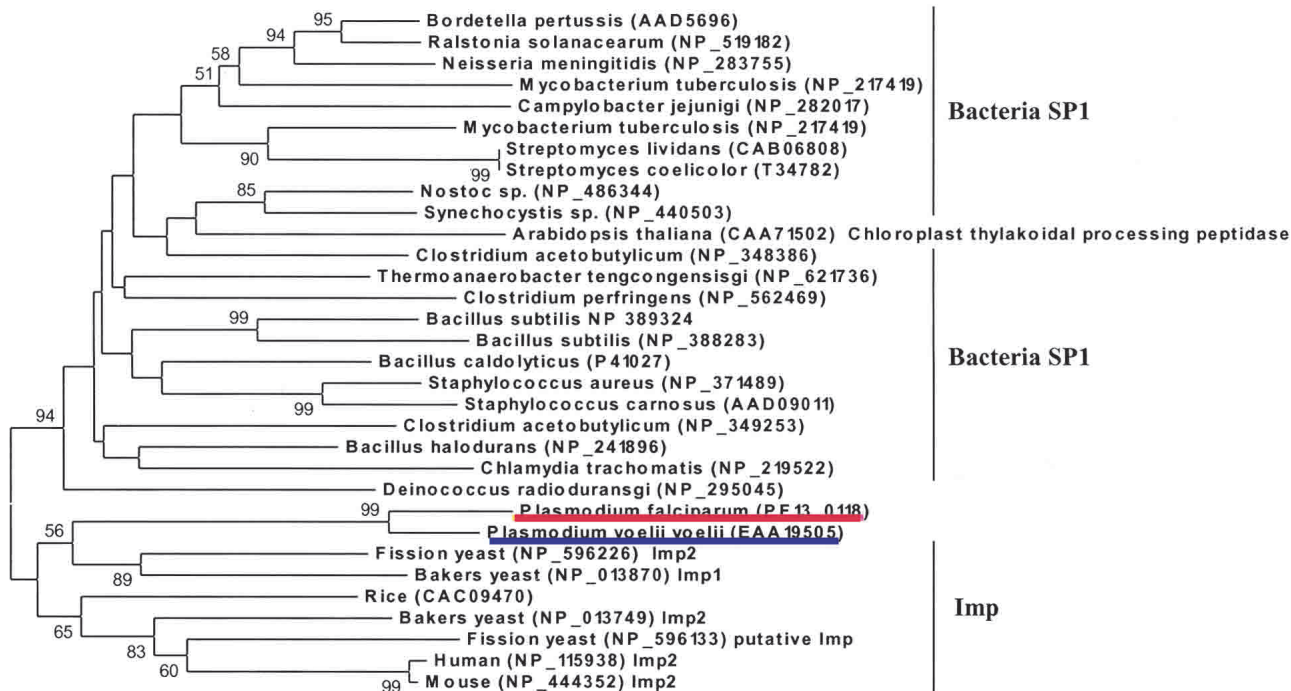 95
Bordetella pertussis (AAD5696)
94
Ralstonia solanacearum (NP_519182)
58
Neisseria meningitidis (NP_283755)
51
Mycobacterium tuberculosis (NP_217419)
Campylobacter jejunigi (NP_282017)
Bacteria SP1
Mycobacterium tuberculosis (NP_217419)
90
Streptomyces lividans (CAB06808)
99
Streptomyces coelicolor (T34782)
85
Nostoc sp. (NP_486344)
Synechocystis sp. (NP_440503)
Arabidopsis thaliana (CAA71502) Chloroplast thylakoidal processing peptidase
Clostridium acetobutylicum (NP_348386)
Thermoanaerobacter tengcongensisgi (NP_621736)
Clostridium perfringens (NP_562469)
99
Bacillus subtilis NP 389324
Bacillus subtilis (NP_388283)
Bacteria SP1
Bacillus caldolyticus (P41027)
Staphylococcus aureus (NP_371489)
99
Staphylococcus carnosus (AAD09011)
94
Clostridium acetobutylicum (NP_349253)
Bacillus halodurans (NP_241896)
Chlamydia trachomatis (NP_219522)
Deinococcus radioduransgi (NP_295045)
99
Plasmodium falciparum (PF13_0118)
56
Plasmodium yoelii yoelii (EAA19505)
Fission yeast (NP_596226) Imp2
89
Bakers yeast (NP_013870) Imp1
Rice (CAC09470)
Imp
65
Bakers yeast (NP_013749) Imp2
83
Fission yeast (NP_596133) putative Imp
60
Human (NP_115938) Imp2
99
Mouse (NP_444352) Imp2